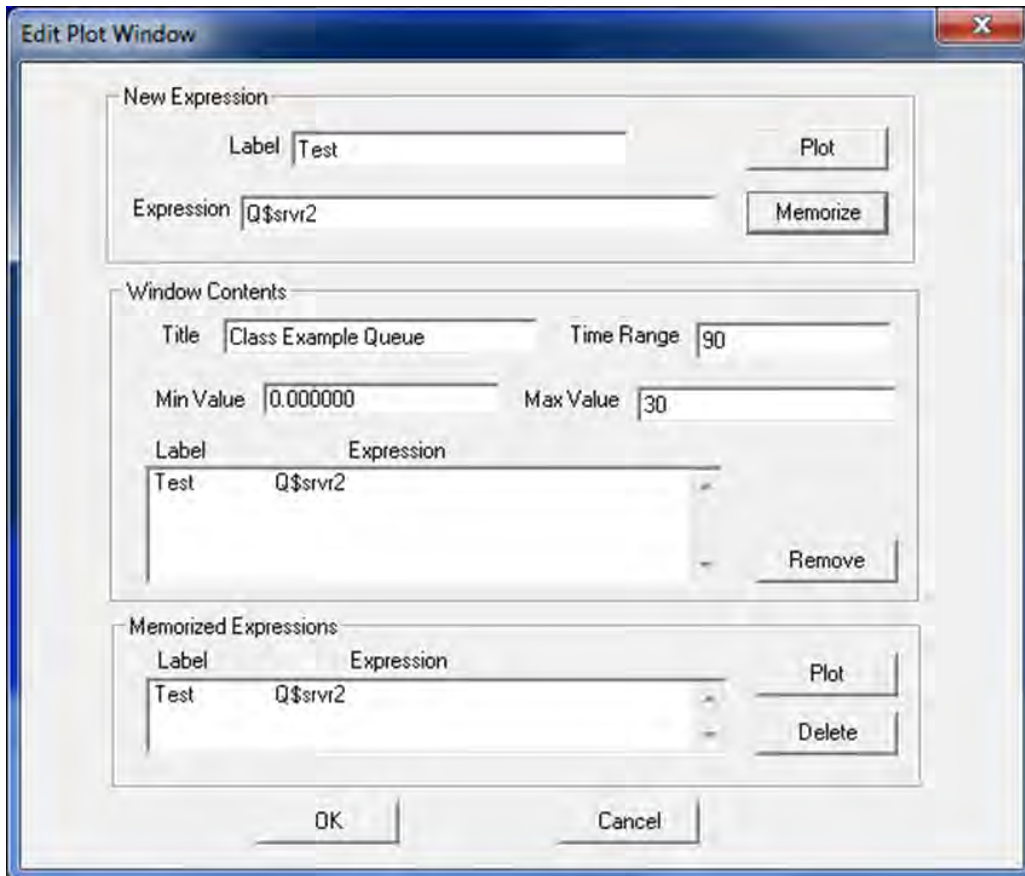 Edit Plot Window
New Expression
Label Test Plot
Expression Q$srvr2 Memorize
Window Contents
Title Class Example Queue Time Range 90
Min Value 0.000000 Max Value 30
Label Expression
Test Q$srvr2
Remove
Memorized Expressions
Label Expression
Plot
Test Q$srvr2
Delete
OK Cancel